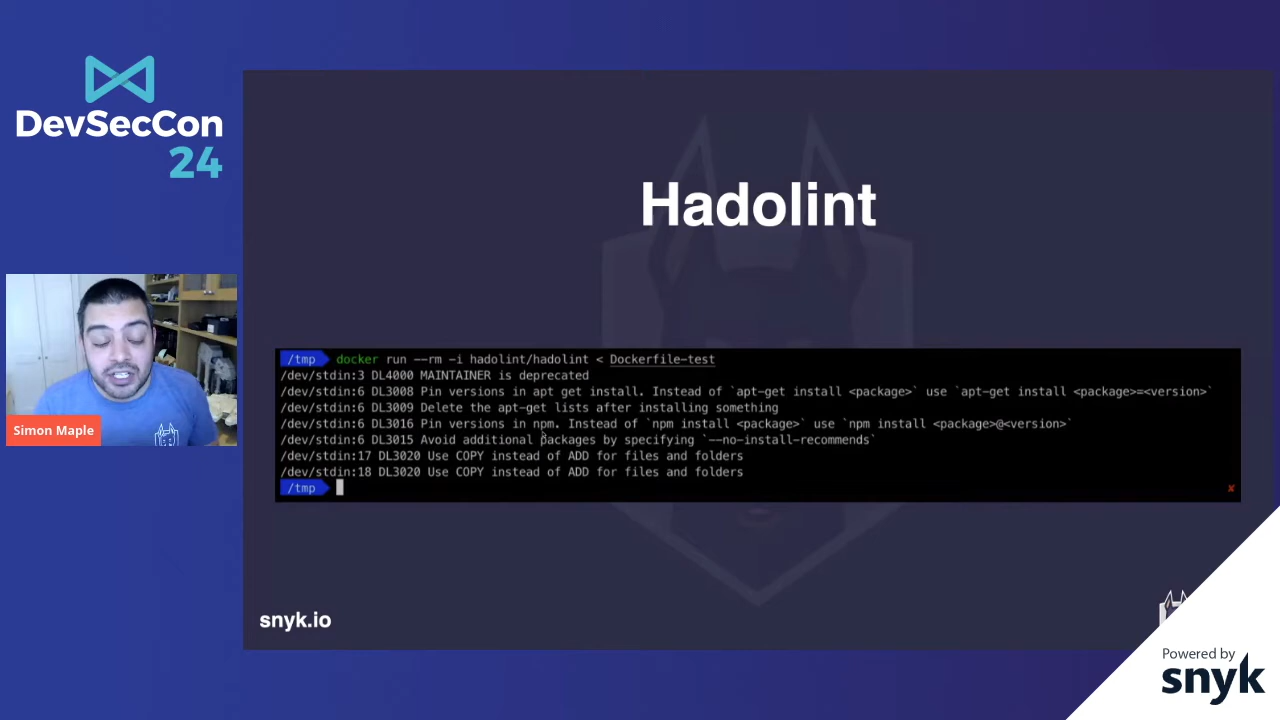 DevSecCon
24
Simon Maple
Hadolint
/tmp docker run --rm -i hadolint/hadolint < Dockerfile-test
/dev/stdin:3 DL4000 MAINTAINER is deprecated
/dev/stdin:6 DL3008 Pin versions in apt get install. Instead of `apt-get install <package>` use `apt-get install <package>=<version>`
/dev/stdin:6 DL3009 Delete the apt-get lists after installing something
/dev/stdin:6 DL3016 Pin versions in npm. Instead of `npm install <package>` use `npm install <package>@<version>`
/dev/stdin:6 DL3015 Avoid additional packages by specifying `--no-install-recommends`
/dev/stdin:17 DL3020 Use COPY instead of ADD for files and folders
/dev/stdin:18 DL3020 Use COPY instead of ADD for files and folders
/tmp
snyk.io
Powered by
snyk